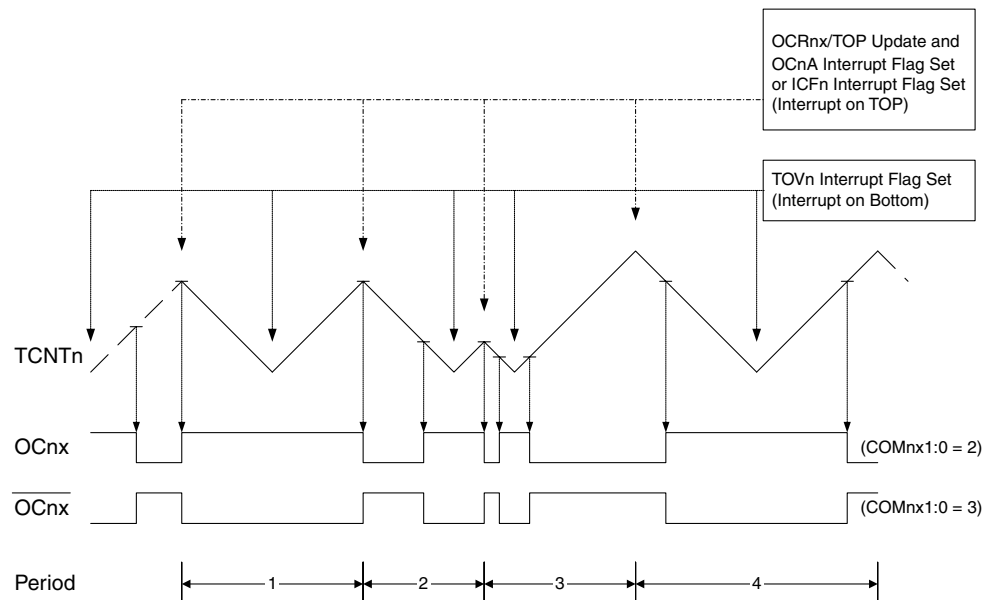 OCRnx/TOP Update and
OCnA Interrupt Flag Set
or ICFn Interrupt Flag Set
(Interrupt on TOP)
TOVn Interrupt Flag Set
(Interrupt on Bottom)
TCNTn
OCnx
(COMnx1:0 = 2)
OCnx
(COMnx1:0 = 3)
Period
1
2
3
4